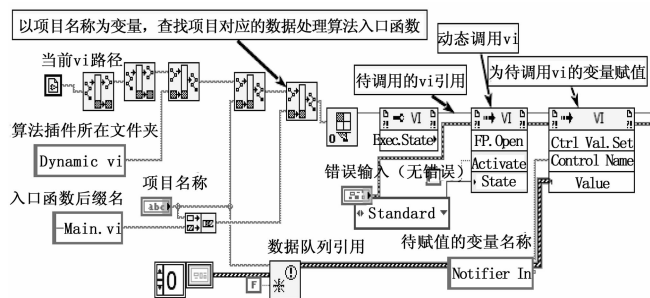 以项目名称为变量，查找项目对应的数据处理算法入口函数
动态调用vi
当前vi路径
待调用的vi引用
为待调用vi的变量赋值
VI
VI
VI
Exec.State
FP.Open
Ctrl Val.Set
算法插件所在文件夹
Activate
Control Name
Dynamic vi
错误输入（无错误）
F
State
Value
项目名称
入口函数后缀名
abc
Standard
-Main.vi
数据队列引用
待赋值的变量名称
0
F
Notifier In